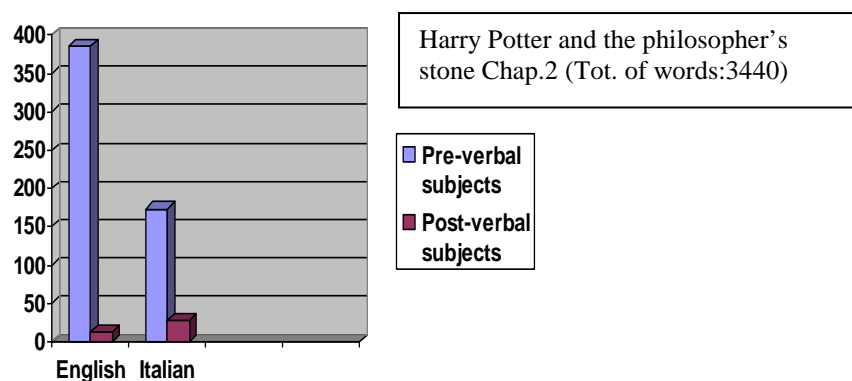 400
350
300
250
200
150
100
50
0
English Italian
Harry Potter and the philosopher’s
stone Chap.2 (Tot. of words:3440)
Pre-verbal
subjects
Post-verbal
subjects